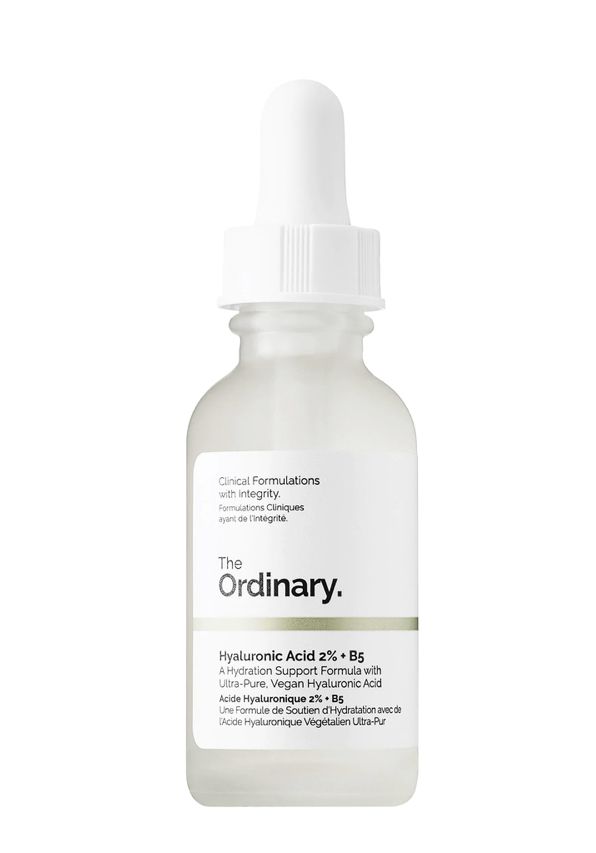 Clinical Formulations
with Integrity.
Formulations Cliniques
ayant de l'Intégrité.
The
Ordinary.
Hyaluronic Acid 2% + B5
A Hydration Support Formula with
Ultra-Pure, Vegan Hyaluronic Acid
Acide Hyaluronique 2% + B5
Une Formule de Soutien d'Hydratation avec de
l'Acide Hyaluronique Végétalien Ultra-Pur